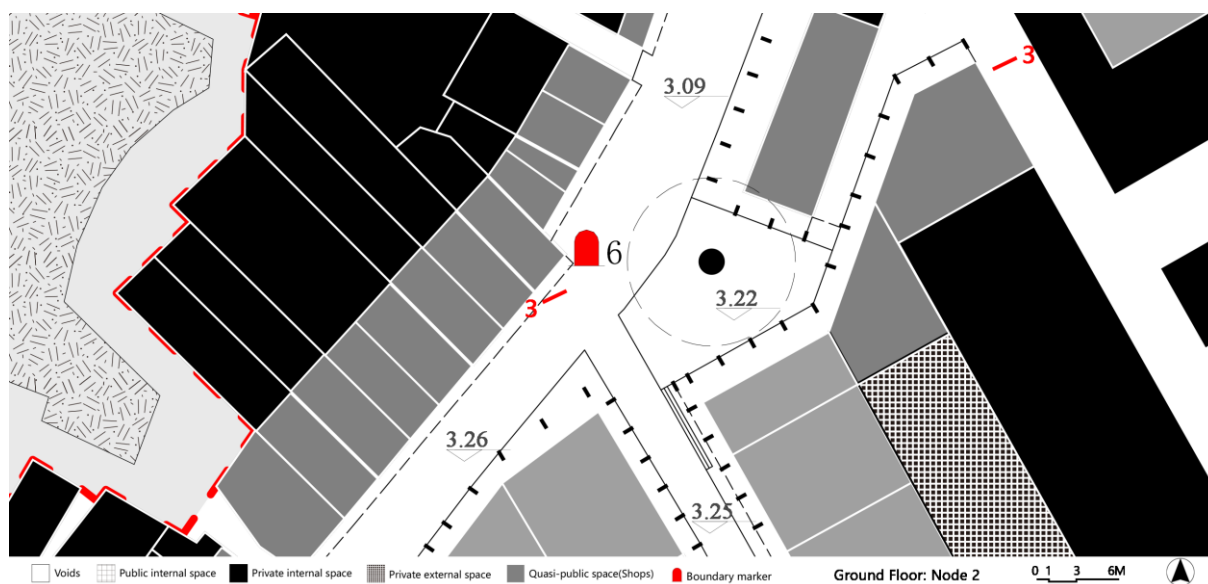 3.09
3
6
3.22
3
3.26
3.25
Voids
Public internal space
Private internal space
Private external space
Quasi-public space(Shops)
Boundary marker
Ground Floor: Node 2
0 1 3 6M